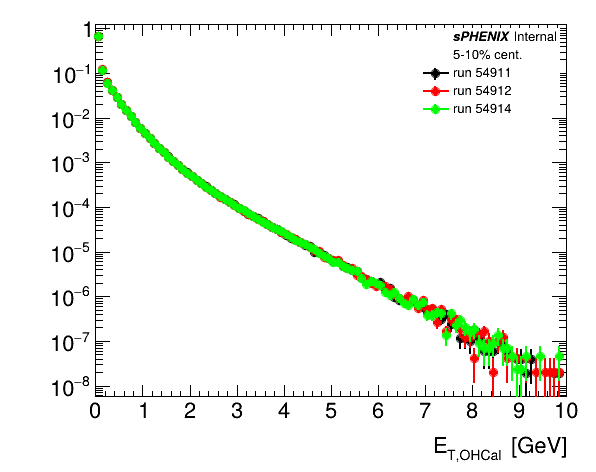 sPHENIX Internal
5-10% cent.
run 54911
run 54912
run 54914
1
10⁻¹
10⁻²
10⁻³
10⁻⁴
10⁻⁵
10⁻⁶
10⁻⁷
10⁻⁸
0 1 2 3 4 5 6 7 8 9 10
E_T,OHCal [GeV]